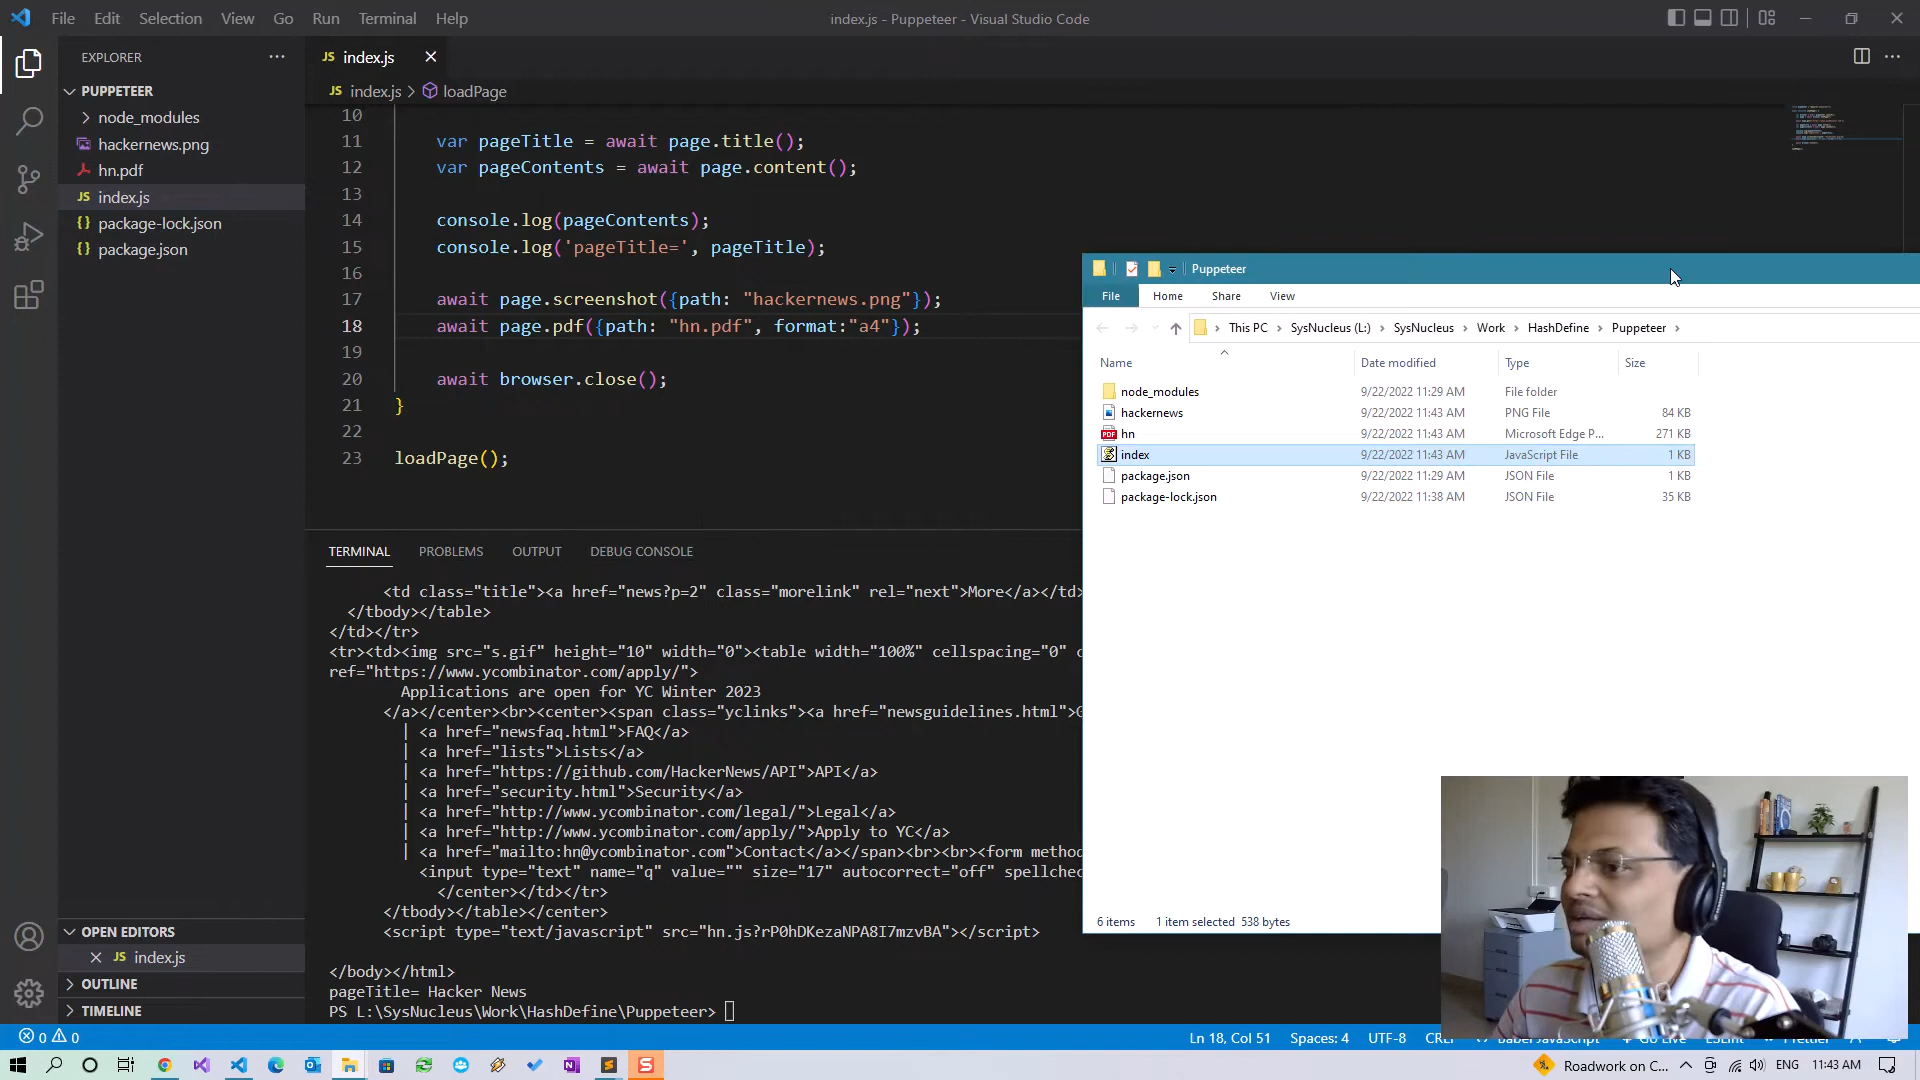 File Edit Selection View Go Run Terminal Help
index.js - Puppeteer - Visual Studio Code
EXPLORER
PUPPETEER
node_modules
hackernews.png
hn.pdf
JS index.js
{} package-lock.json
{} package.json
JS index.js
JS index.js > loadPage
10
11 var pageTitle = await page.title();
12 var pageContents = await page.content();
13
14 console.log(pageContents);
15 console.log('pageTitle=', pageTitle);
16
17 await page.screenshot({path: "hackernews.png"});
18 await page.pdf({path: "hn.pdf", format:"a4"});
19
20 await browser.close();
21 }
22
23 loadPage();
TERMINAL PROBLEMS OUTPUT DEBUG CONSOLE
<td class="title"><a href="news?p=2" class="morelink" rel="next">More</a></td>
</tbody></table>
</td></tr>
<tr><td><img src="s.gif" height="10" width="0"><table width="100%" cellspacing="0" c
ref="https://www.ycombinator.com/apply/">
Applications are open for YC Winter 2023
</a></center><br><center><span class="yclinks"><a href="newsguidelines.html">G
| <a href="newsfaq.html">FAQ</a>
| <a href="lists">Lists</a>
| <a href="https://github.com/HackerNews/API">API</a>
| <a href="security.html">Security</a>
| <a href="http://www.ycombinator.com/legal/">Legal</a>
| <a href="http://www.ycombinator.com/apply/">Apply to YC</a>
| <a href="mailto:hn@ycombinator.com">Contact</a></span><br><br><form metho
<input type="text" name="q" value="" size="17" autocorrect="off" spellche
</center></td></tr>
</tbody></table></center>
<script type="text/javascript" src="hn.js?rP0hDKezaNPA8I7mzvBA"></script>
</body></html>
pageTitle= Hacker News
PS L:\SysNucleus\Work\HashDefine\Puppeteer>
OPEN EDITORS
JS index.js
OUTLINE
TIMELINE
Puppeteer
File Home Share View
This PC > SysNucleus (L:) > SysNucleus > Work > HashDefine > Puppeteer >
Name Date modified Type Size
node_modules 9/22/2022 11:29 AM File folder
hackernews 9/22/2022 11:43 AM PNG File 84 KB
PDF hn 9/22/2022 11:43 AM Microsoft Edge P... 271 KB
index 9/22/2022 11:43 AM JavaScript File 1 KB
package.json 9/22/2022 11:29 AM JSON File 1 KB
package-lock.json 9/22/2022 11:38 AM JSON File 35 KB
6 items 1 item selected 538 bytes
0 0
Ln 18, Col 51 Spaces: 4 UTF-8
Roadwork on C... ENG 11:43 AM